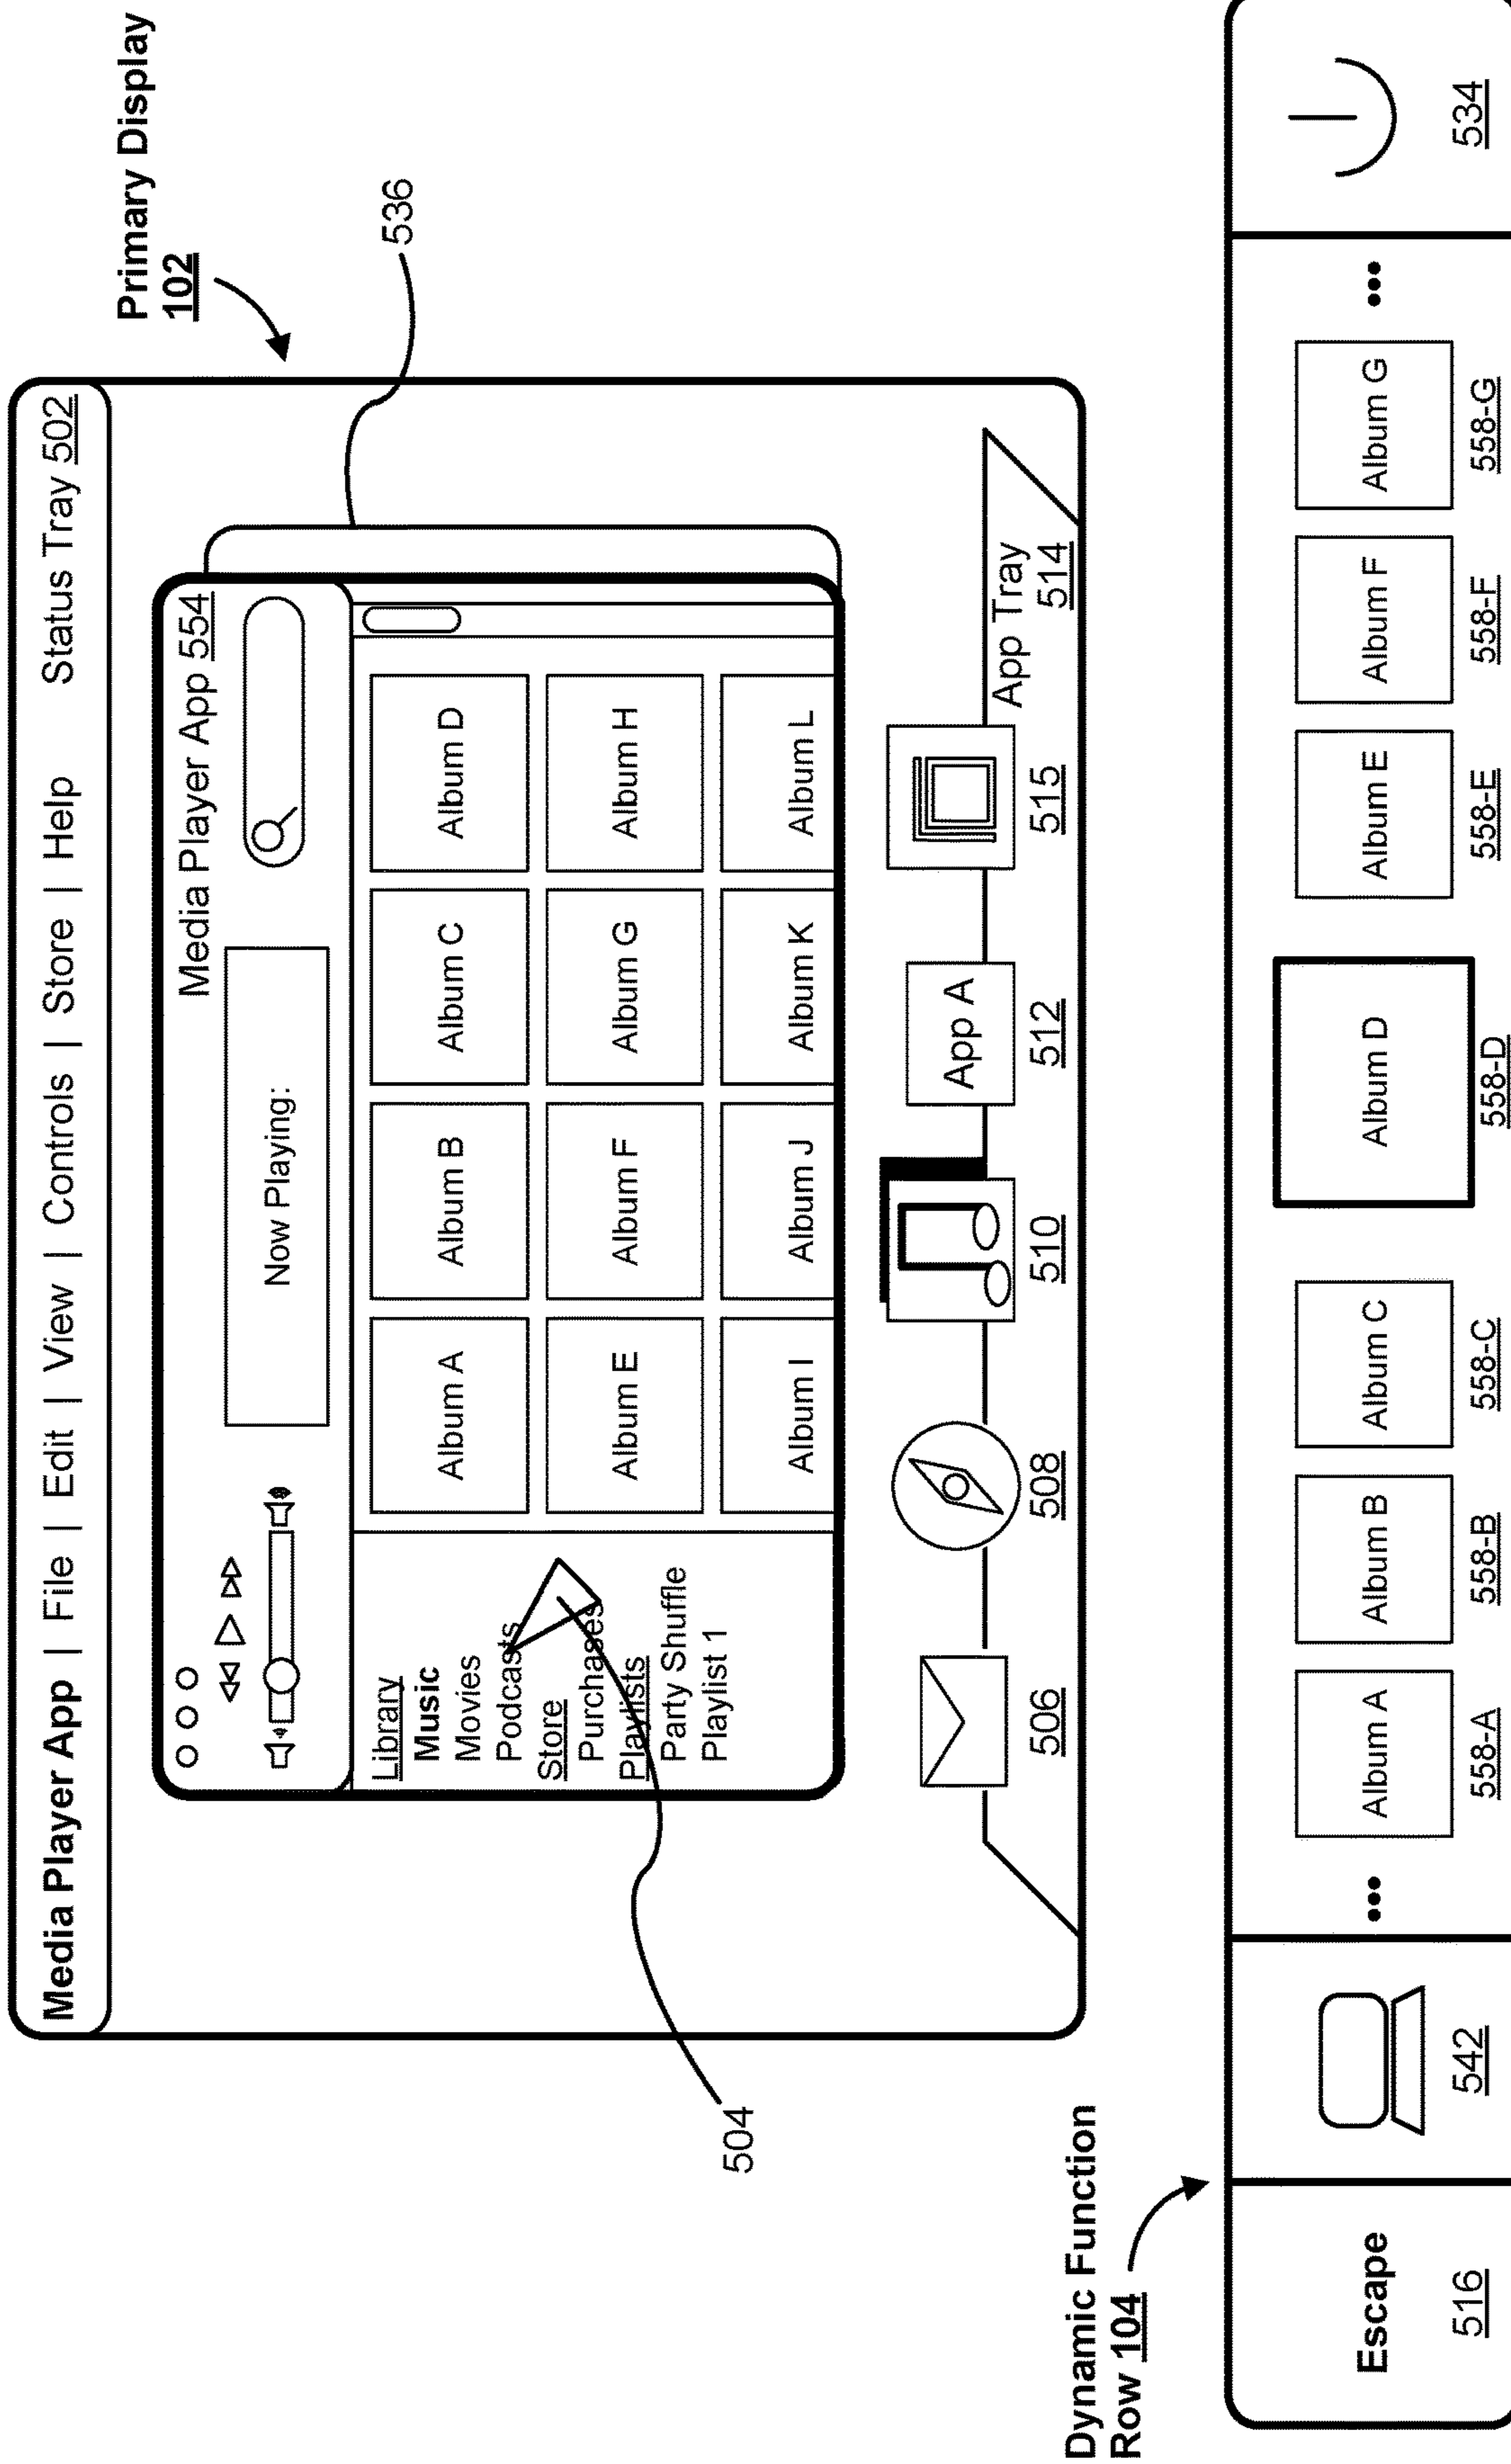 Primary Display
102
Media Player App | File | Edit | View | Controls | Store | Help Status Tray 502
Media Player App 554
Now Playing:
536
Library
Music
Movies
Podcasts
Store
Purchases
Playlists
Party Shuffle
Playlist 1
Album A Album B Album C Album D
Album E Album F Album G Album H
Album I Album J Album K Album L
504
App A
App Tray
514
506 508 510 512 515
Dynamic Function
Row 104
Escape ••• Album A Album B Album C Album D Album E Album F Album G •••
516 542 558-A 558-B 558-C 558-D 558-E 558-F 558-G 534